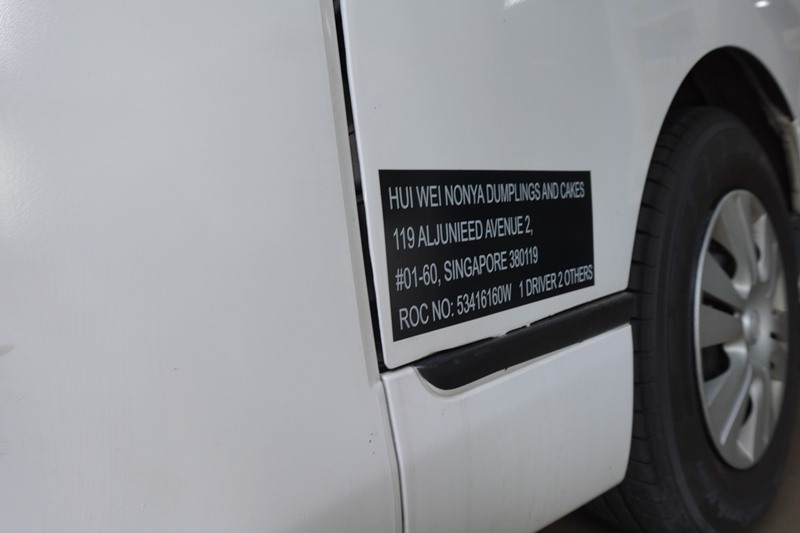 HUI WEI NONYA DUMPLINGS AND CAKES
119 ALJUNIEED AVENUE 2,
#01-60, SINGAPORE 380119
ROC NO: 53416160W 1 DRIVER 2 OTHERS